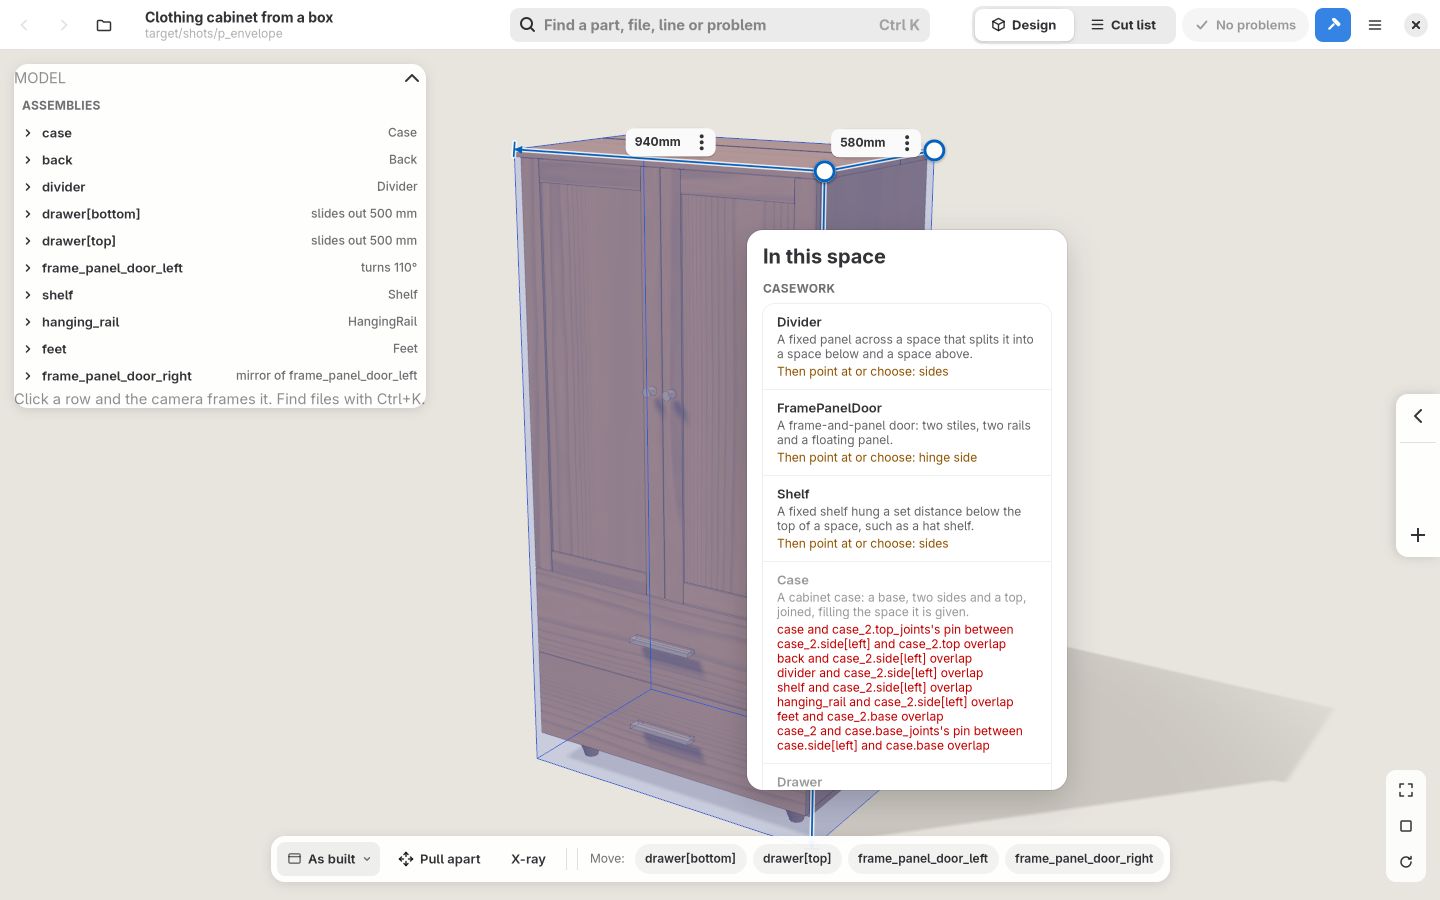 Clothing cabinet from a box
target/shots/p_envelope
Find a part, file, line or problem
Ctrl K
Design
Cut list
No problems
MODEL
ASSEMBLIES
case
Case
back
Back
divider
Divider
drawer[bottom]
slides out 500 mm
drawer[top]
slides out 500 mm
frame_panel_door_left
turns 110°
shelf
Shelf
hanging_rail
HangingRail
feet
Feet
frame_panel_door_right
mirror of frame_panel_door_left
Click a row and the camera frames it. Find files with Ctrl+K.
940mm
580mm
In this space
CASEWORK
Divider
A fixed panel across a space that splits it into
a space below and a space above.
Then point at or choose: sides
FramePanelDoor
A frame-and-panel door: two stiles, two rails
and a floating panel.
Then point at or choose: hinge side
Shelf
A fixed shelf hung a set distance below the
top of a space, such as a hat shelf.
Then point at or choose: sides
Case
A cabinet case: a base, two sides and a top,
joined, filling the space it is given.
case and case_2.top_joints's pin between
case_2.side[left] and case_2.top overlap
back and case_2.side[left] overlap
divider and case_2.side[left] overlap
shelf and case_2.side[left] overlap
hanging_rail and case_2.side[left] overlap
feet and case_2.base overlap
case_2 and case.base_joints's pin between
case.side[left] and case.base overlap
Drawer
As built
Pull apart
X-ray
Move:
drawer[bottom]
drawer[top]
frame_panel_door_left
frame_panel_door_right